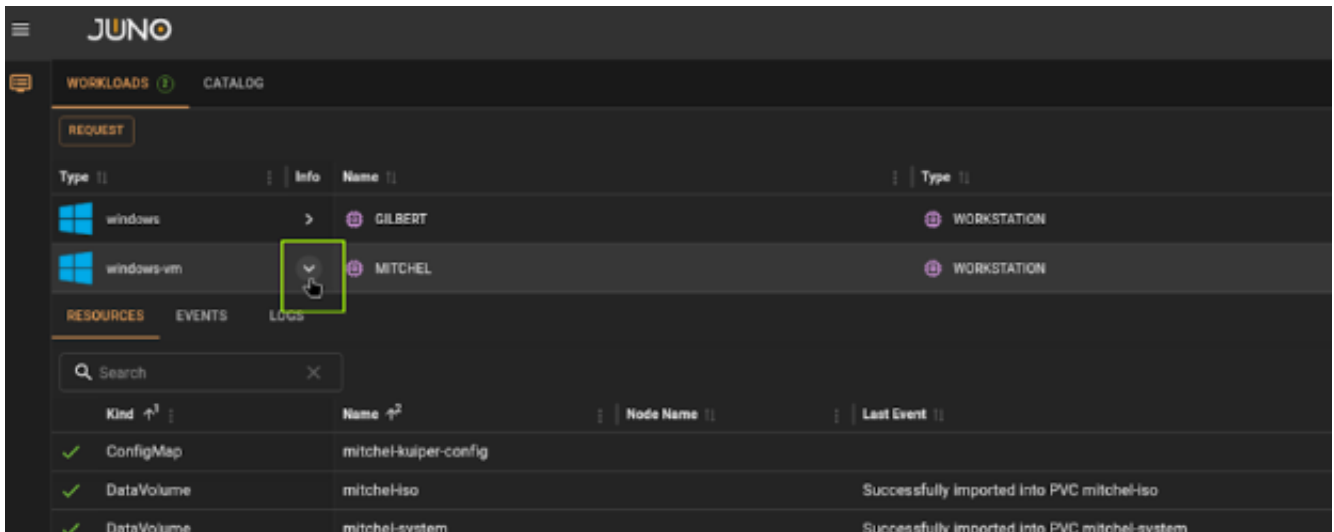 JUNO
WORKLOADS 2 CATALOG
REQUEST
Type Info Name Type
windows GILBERT WORKSTATION
windows-vm MITCHEL WORKSTATION
RESOURCES EVENTS LOGS
Search
Kind 1 Name 2 Node Name Last Event
ConfigMap mitchel-kuiper-config
DataVolume mitchel-iso Successfully imported into PVC mitchel-iso
DataVolume mitchel-system Successfully imported into PVC mitchel-system